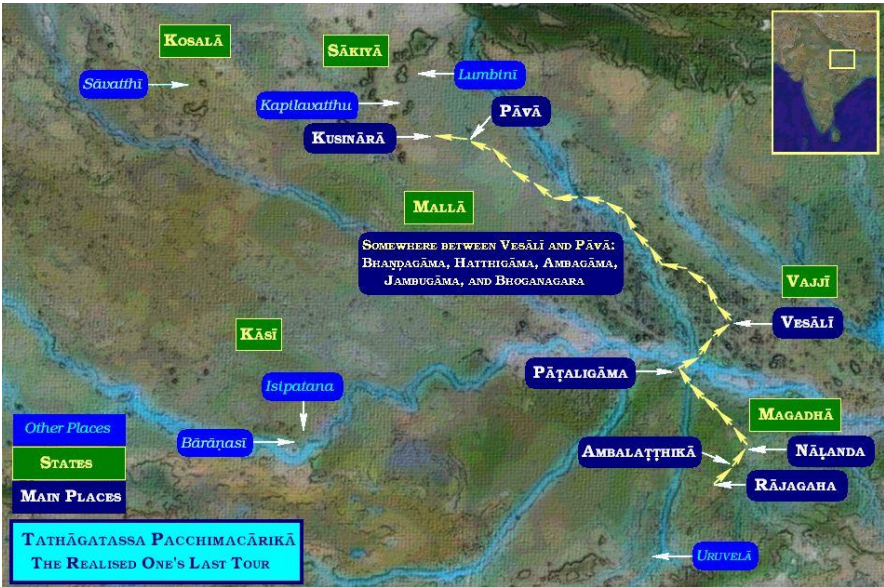 KOSALĀ
SĀKIYĀ
Sāvatthī
Lumbinī
Kapilavatthu
PĀVĀ
KUSINĀRĀ
MALLĀ
SOMEWHERE BETWEEN VESĀLĪ AND PĀVĀ:
BHAṆḌAGĀMA, HATTHIGĀMA, AMBAGĀMA,
JAMBUGĀMA, AND BHOGANAGARA
VAJJĪ
VESĀLĪ
KĀSĪ
PĀṬALIGĀMA
Isipatana
MAGADHĀ
Bārāṇasī
AMBALAṬṬHIKĀ
NĀḶANDA
RĀJAGAHA
Other Places
STATES
MAIN PLACES
TATHĀGATASSA PACCHIMACĀRIKĀ
THE REALISED ONE'S LAST TOUR
URUVELĀ